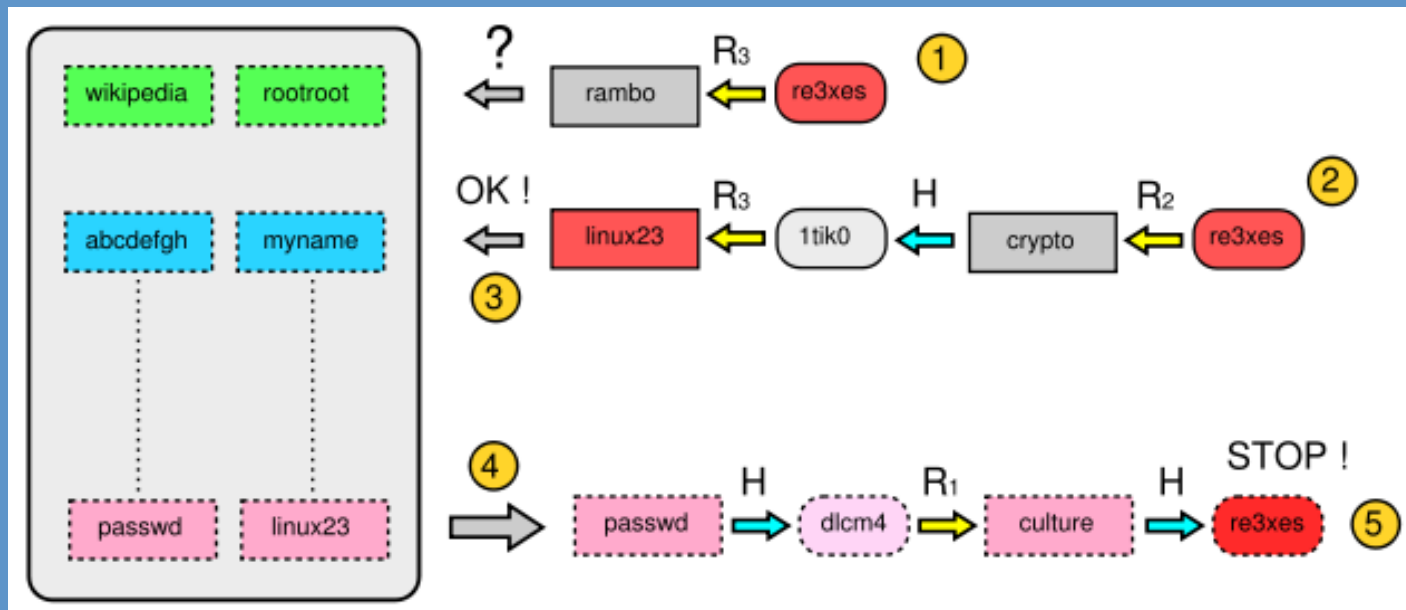 wikipedia rootroot ? rambo R3 re3xes 1
abcdefgh myname OK ! linux23 R3 1tik0 H crypto R2 re3xes 2
3
passwd linux23 4 passwd H dlcm4 R1 culture H re3xes STOP ! 5